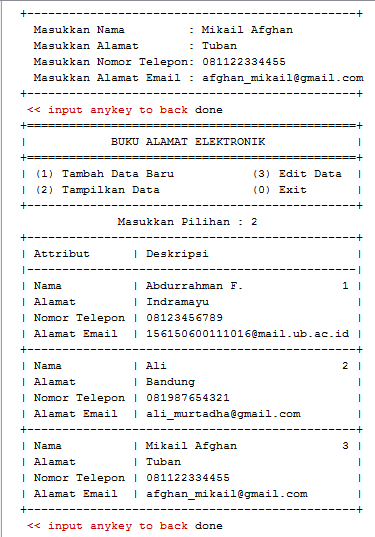 +-----------------------------------------------+
Masukkan Nama         : Mikail Afghan
Masukkan Alamat       : Tuban
Masukkan Nomor Telepon: 081122334455
Masukkan Alamat Email : afghan_mikail@gmail.com
+-----------------------------------------------+
<< input anykey to back done
+===============================================+
|            BUKU ALAMAT ELEKTRONIK             |
+===============================================+
| (1) Tambah Data Baru            (3) Edit Data |
| (2) Tampilkan Data              (0) Exit      |
+-----------------------------------------------+
Masukkan Pilihan : 2
+-----------------------------------------------+
| Attribut      | Deskripsi                     |
|-----------------------------------------------|
| Nama          | Abdurrahman F.              1 |
| Alamat        | Indramayu                     |
| Nomor Telepon | 08123456789                   |
| Alamat Email  | 156150600111016@mail.ub.ac.id |
+-----------------------------------------------+
| Nama          | Ali                         2 |
| Alamat        | Bandung                       |
| Nomor Telepon | 081987654321                  |
| Alamat Email  | ali_murtadha@gmail.com        |
+-----------------------------------------------+
| Nama          | Mikail Afghan               3 |
| Alamat        | Tuban                         |
| Nomor Telepon | 081122334455                  |
| Alamat Email  | afghan_mikail@gmail.com       |
+-----------------------------------------------+
<< input anykey to back done